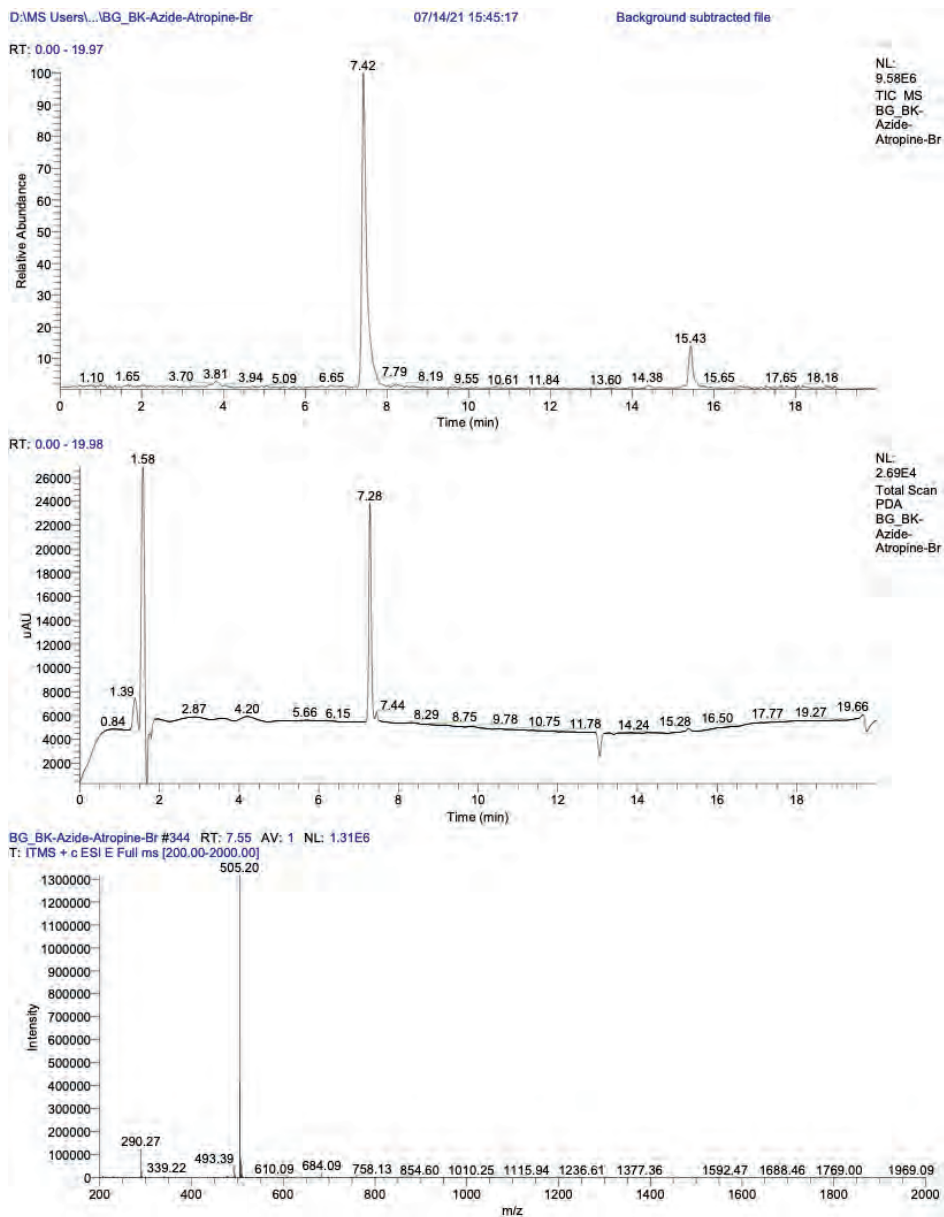 D:\MS Users\...\BG_BK-Azide-Atropine-Br 07/14/21 15:45:17 Background subtracted file
RT: 0.00 - 19.97
7.42
NL:
9.58E6
TIC MS
BG_BK-
Azide-
Atropine-Br
100
90
80
70
60
50
40
30
20
10
Relative Abundance
15.43
1.10 1.65 3.70 3.81 3.94 5.09 6.65 7.79 8.19 9.55 10.61 11.84 13.60 14.38 15.65 17.65 18.18
0 2 4 6 8 10 12 14 16 18
Time (min)
RT: 0.00 - 19.98
1.58
NL:
2.69E4
Total Scan
PDA
BG_BK-
Azide-
Atropine-Br
26000
24000
22000
20000
18000
16000
14000
12000
10000
8000
6000
4000
2000
uAU
7.28
0.84 1.39 2.87 4.20 5.66 6.15 7.44 8.29 8.75 9.78 10.75 11.78 14.24 15.28 16.50 17.77 19.27 19.66
0 2 4 6 8 10 12 14 16 18
Time (min)
BG_BK-Azide-Atropine-Br #344 RT: 7.55 AV: 1 NL: 1.31E6
T: ITMS + c ESI E Full ms [200.00-2000.00]
505.20
1300000
1200000
1100000
1000000
900000
800000
700000
600000
500000
400000
300000
200000
100000
0
Intensity
290.27 339.22 493.39 610.09 684.09 758.13 854.60 1010.25 1115.94 1236.61 1377.36 1592.47 1688.46 1769.00 1969.09
200 400 600 800 1000 1200 1400 1600 1800 2000
m/z